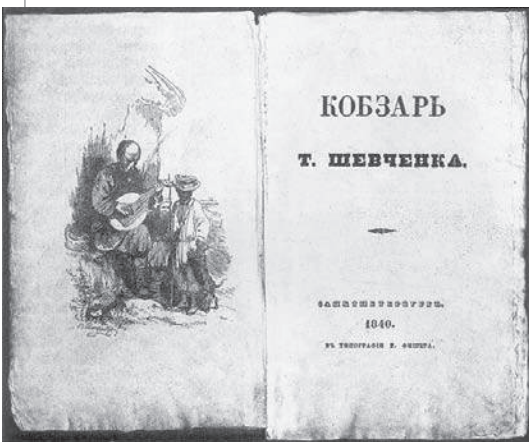 КОБЗАРЬ
Т. ШЕВЧЕНКА.
САНКТПЕТЕРБУРГЪ.
1840.
ВЪ ТИПОГРАФІИ Е. ФИШЕРА.